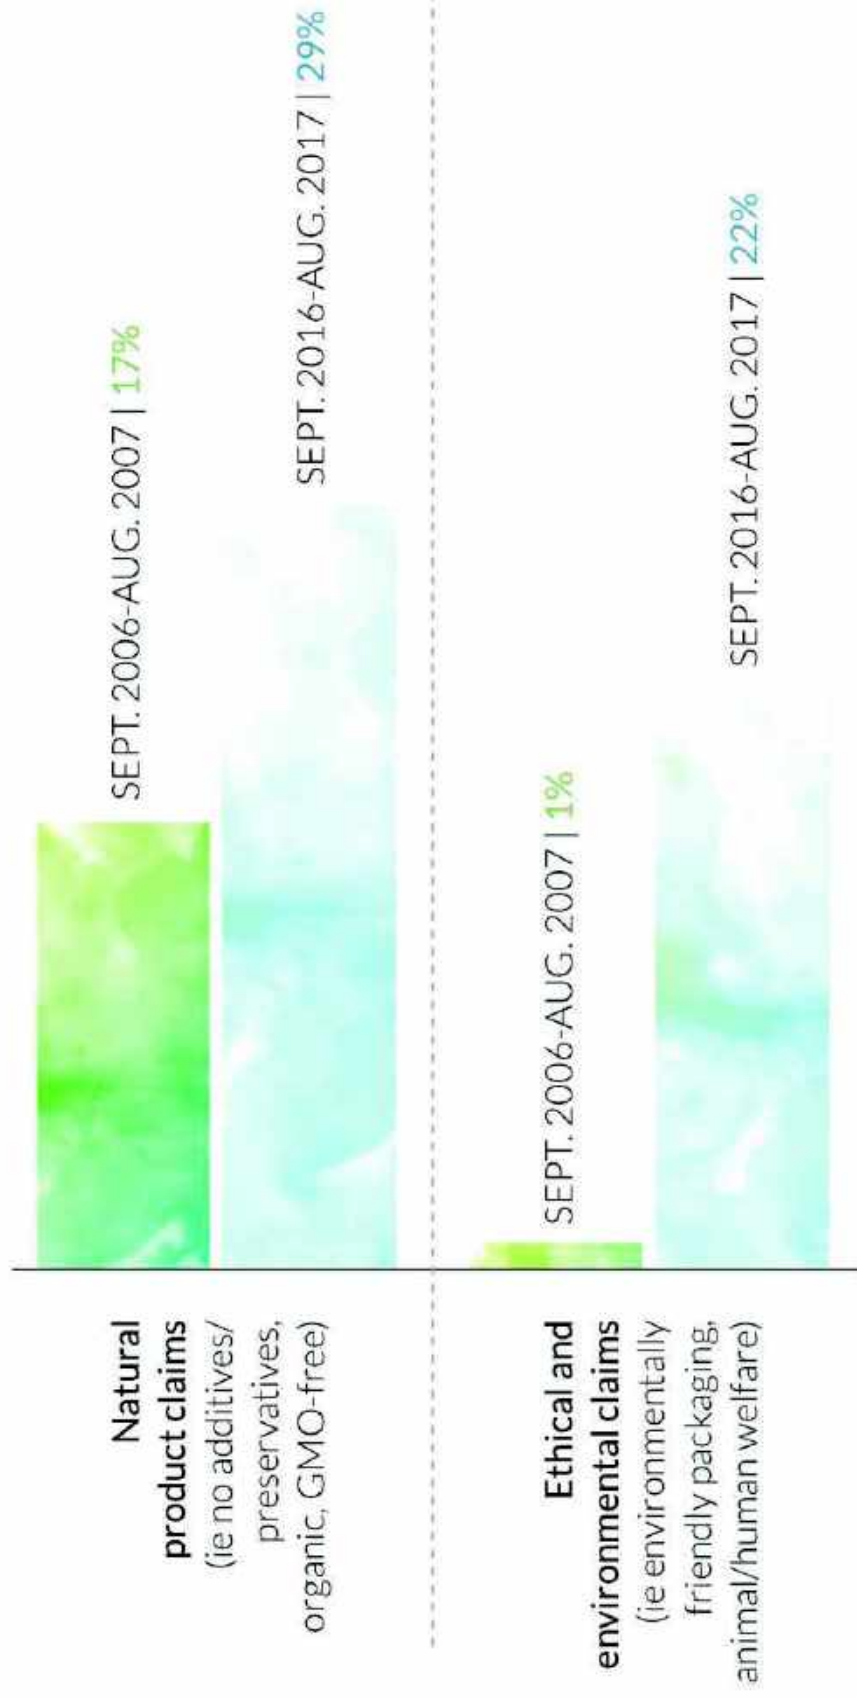 Natural
product claims
(ie no additives/
preservatives,
organic, GMO-free)
SEPT. 2006-AUG. 2007 | 17%
SEPT. 2016-AUG. 2017 | 29%
Ethical and
environmental claims
(ie environmentally
friendly packaging,
animal/human welfare)
SEPT. 2006-AUG. 2007 | 1%
SEPT. 2016-AUG. 2017 | 22%